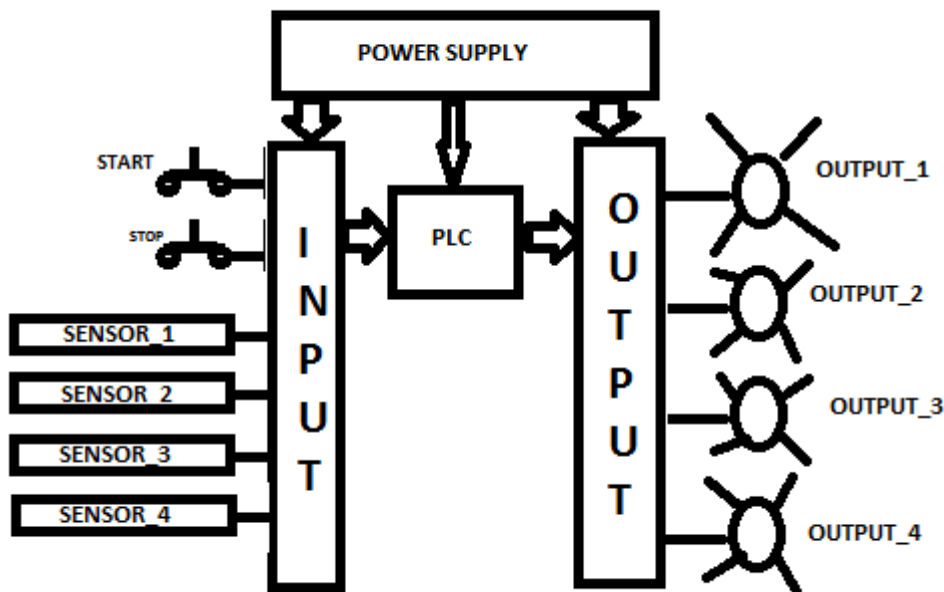 POWER SUPPLY
START
STOP
SENSOR_1
SENSOR_2
SENSOR_3
SENSOR_4
INPUT
PLC
OUTPUT
OUTPUT_1
OUTPUT_2
OUTPUT_3
OUTPUT_4